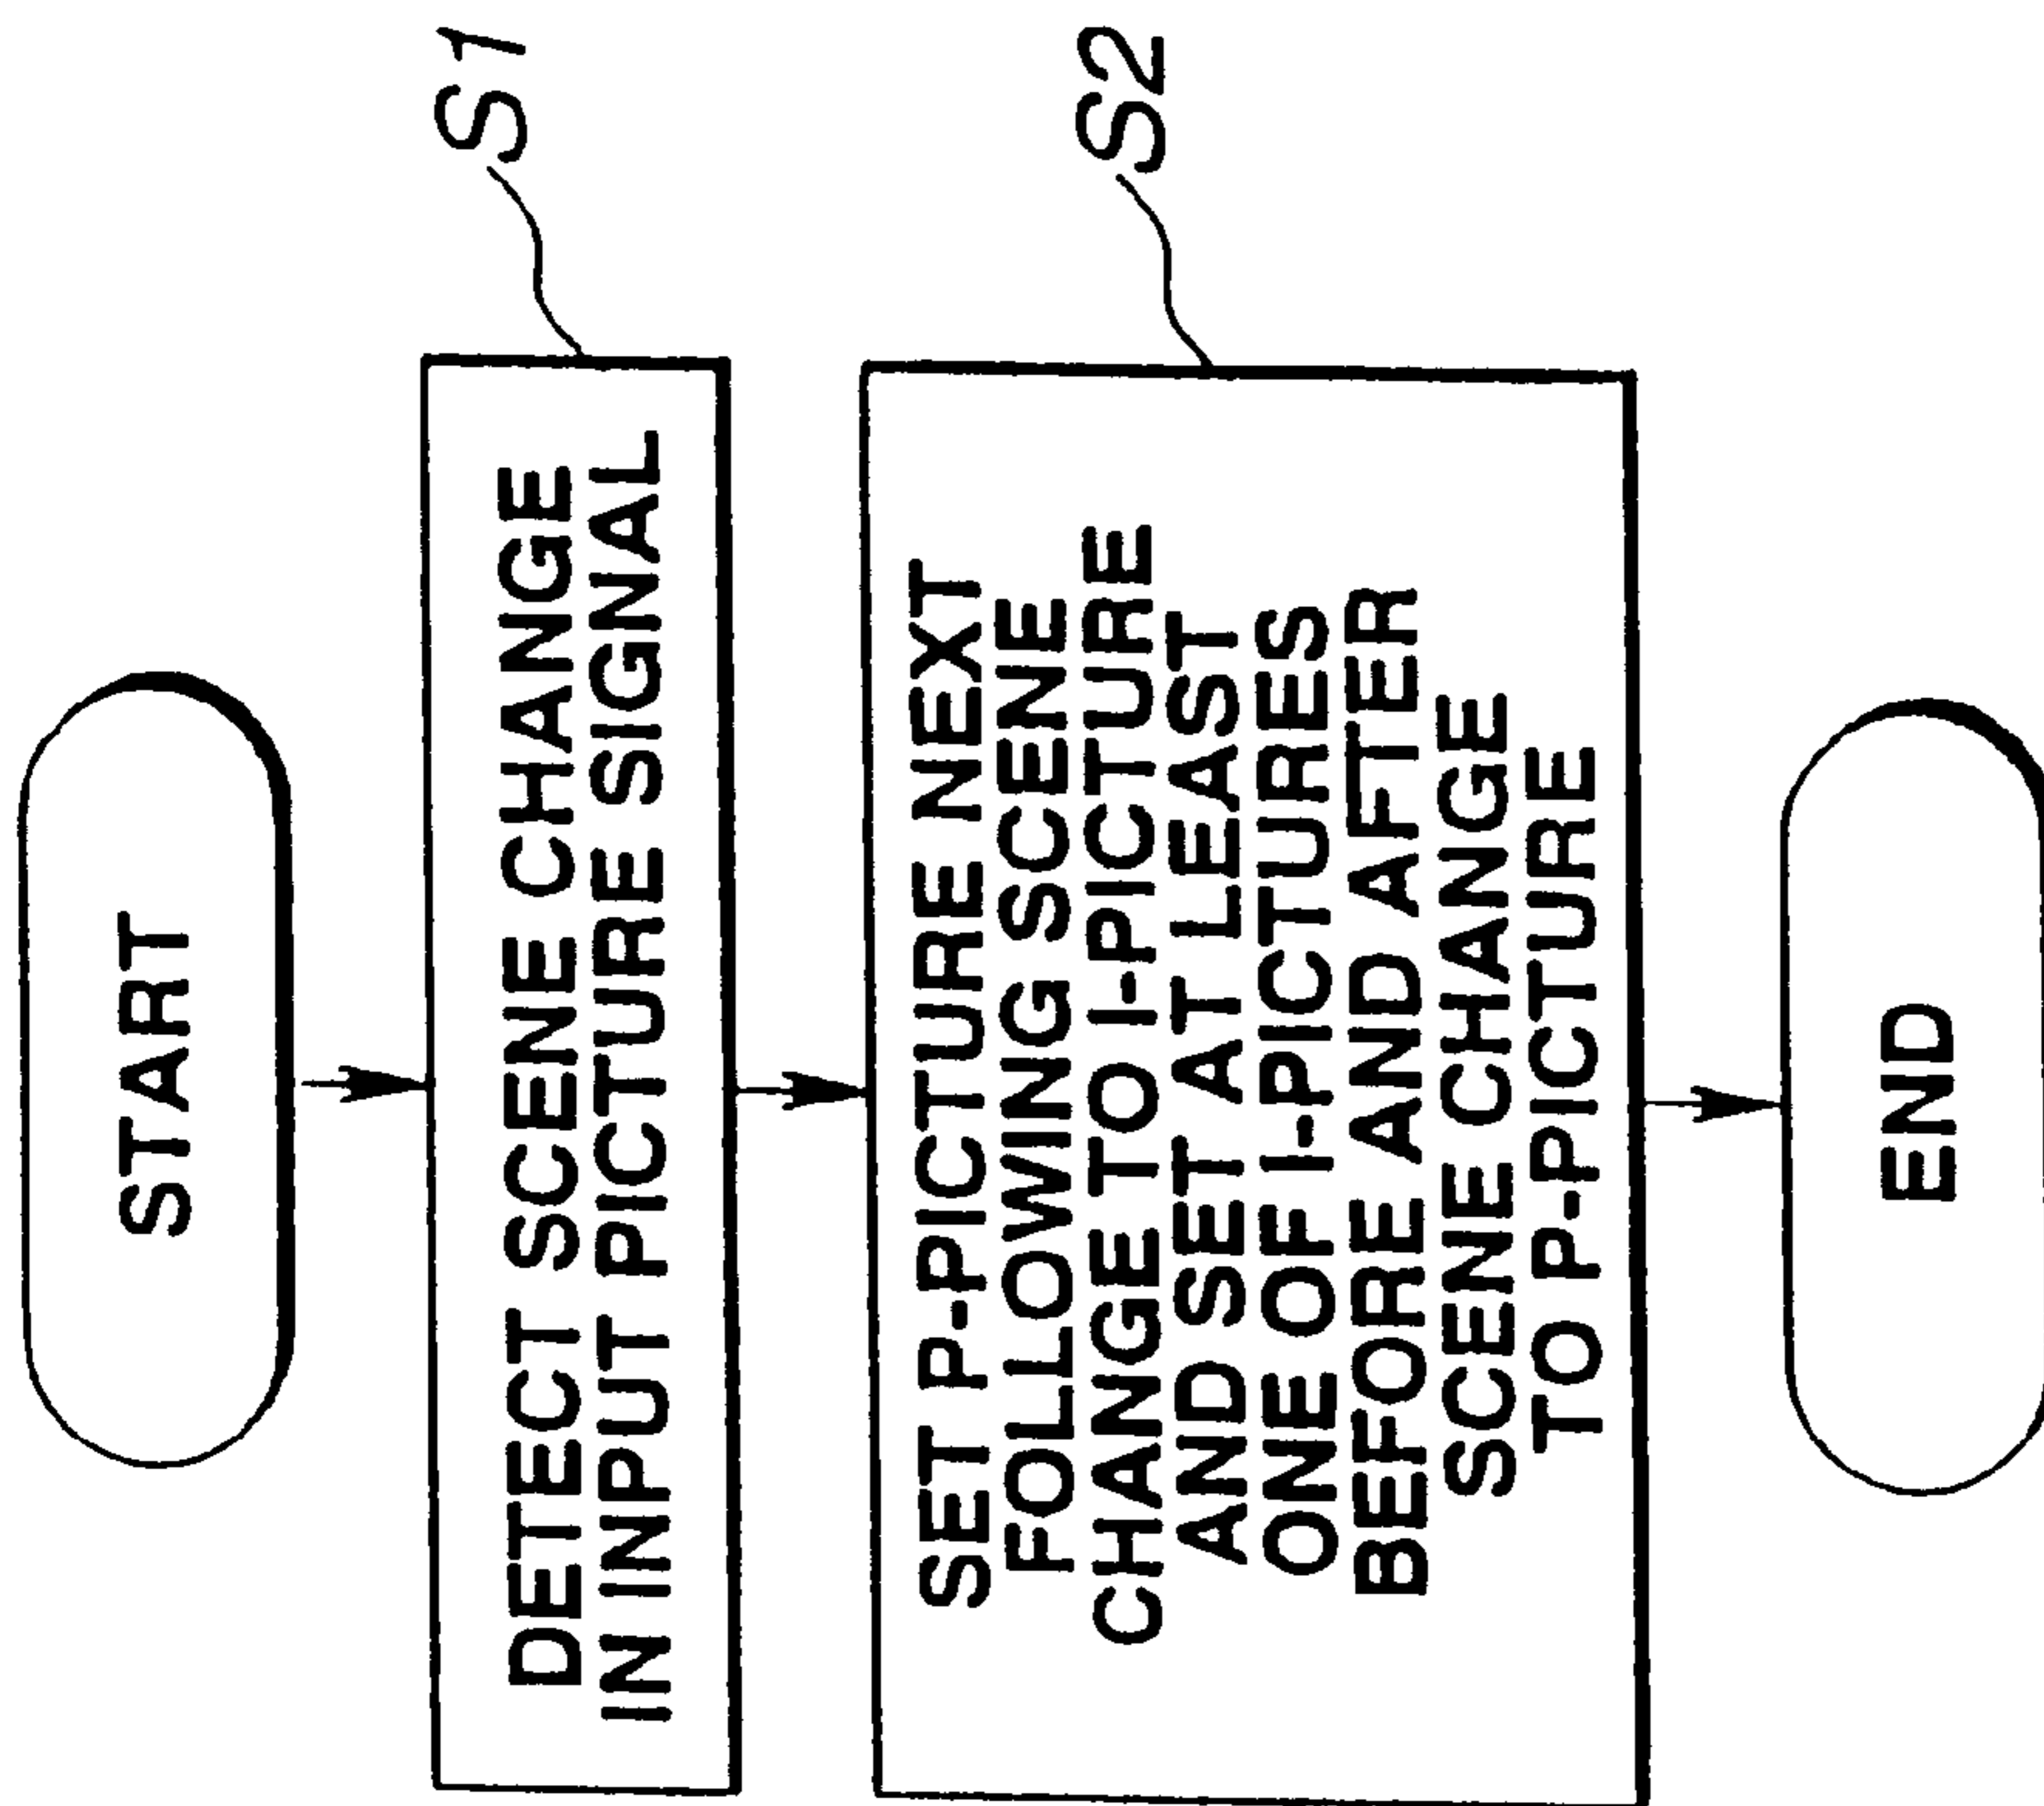 START
DETECT SCENE CHANGE
IN INPUT PICTURE SIGNAL
S1
SET P-PICTURE NEXT
FOLLOWING SCENE
CHANGE TO I-PICTURE
AND SET AT LEAST
ONE OF I-PICTURES
BEFORE AND AFTER
SCENE CHANGE
TO P-PICTURE
S2
END